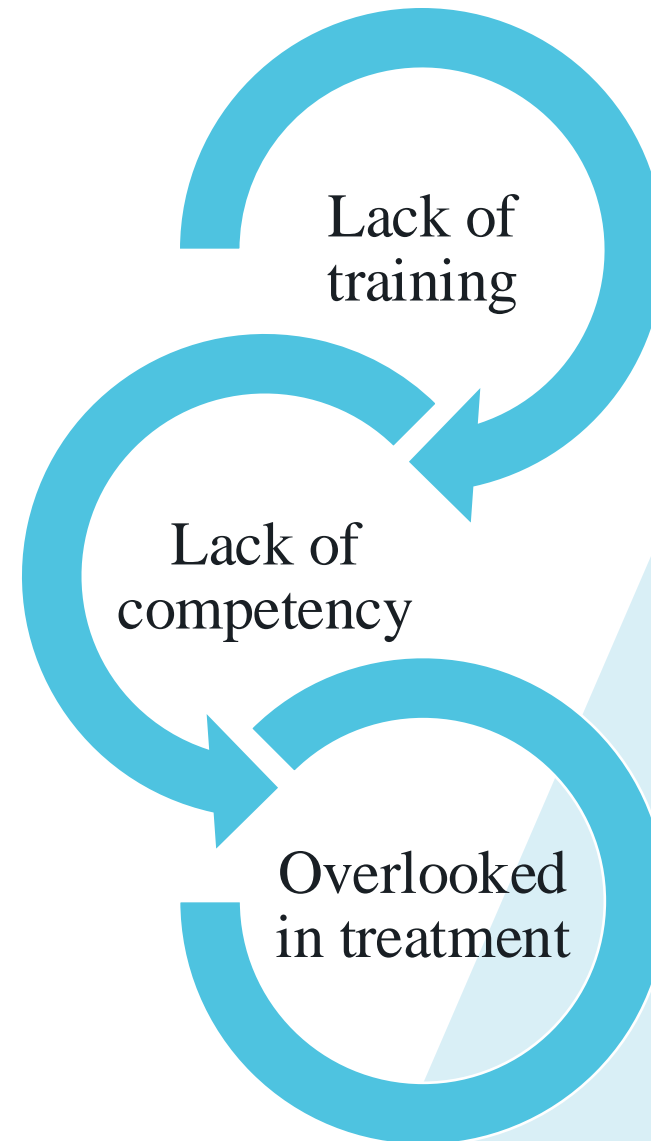 Lack of
training
Lack of
competency
Overlooked
in treatment